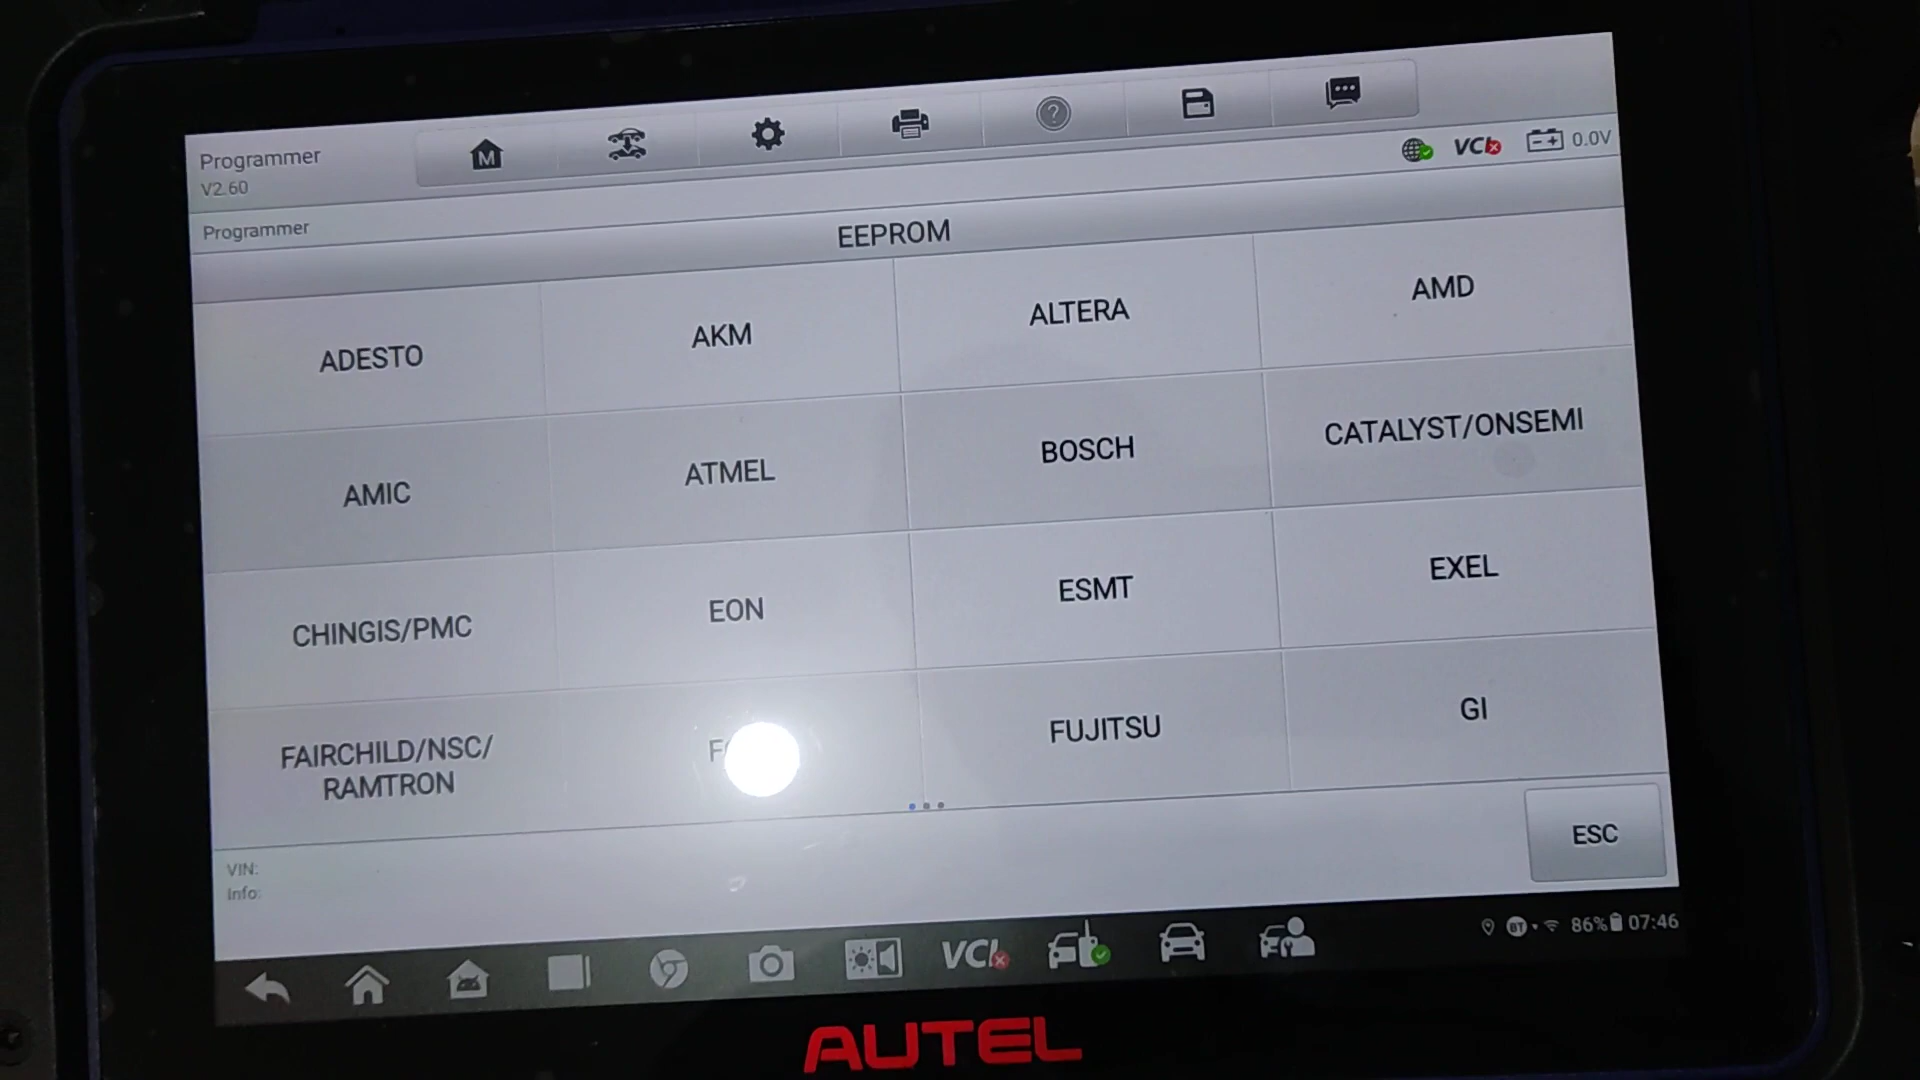 Programmer
V2.60
M
?
VCI
0.0V
Programmer
EEPROM
ADESTO
AKM
ALTERA
AMD
AMIC
ATMEL
BOSCH
CATALYST/ONSEMI
CHINGIS/PMC
EON
ESMT
EXEL
FAIRCHILD/NSC/
RAMTRON
FUJITSU
GI
VIN:
Info:
ESC
VCI
BT
86%
07:46
AUTEL